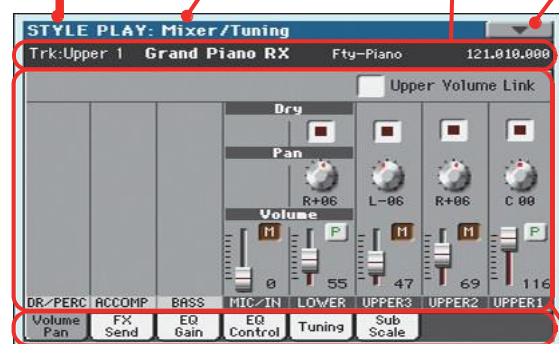 STYLE PLAY: Mixer/Tuning
Trk:Upper 1 Grand Piano RX Fty-Piano 121.010.000
Upper Volume Link
Dry
Pan
R+06 L-06 R+06 C 00
Volume
M P M M P
0 55 47 69 116
DR/PERC ACCOMP BASS MIC/IN LOWER UPPER3 UPPER2 UPPER1
Volume Pan FX Send EQ Gain EQ Control Tuning Sub Scale